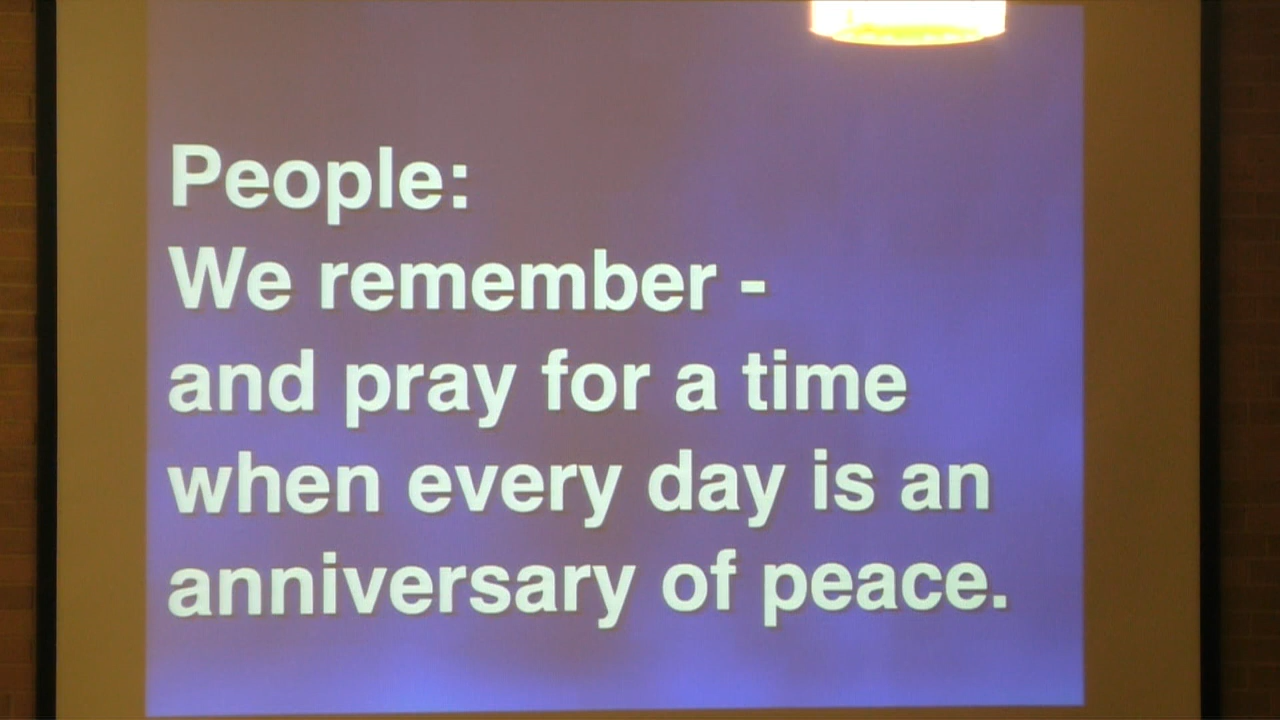 People:
We remember -
and pray for a time
when every day is an
anniversary of peace.